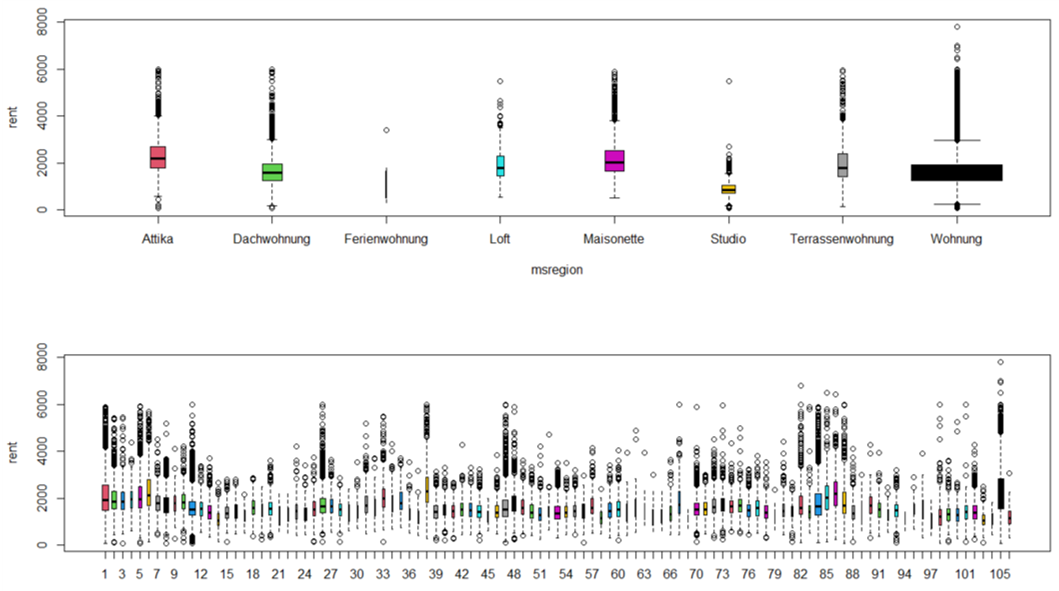 8000
6000
4000
2000
0
rent
Attika Dachwohnung Ferienwohnung Loft Maisonette Studio Terrassenwohnung Wohnung
msregion
8000
6000
4000
2000
0
rent
1 3 5 7 9 12 15 18 21 24 27 30 33 36 39 42 45 48 51 54 57 60 63 66 70 73 76 79 82 85 88 91 94 97 101 105